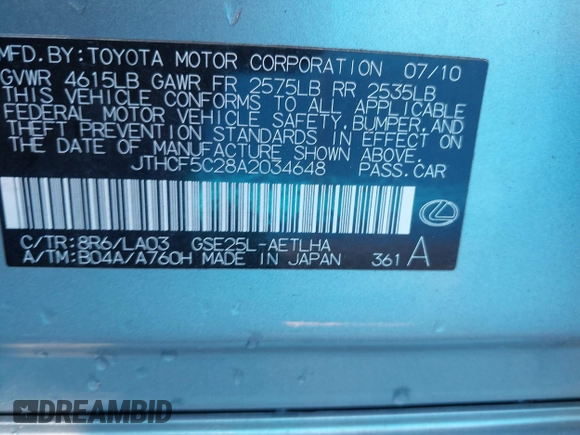 MFD.BY:TOYOTA MOTOR CORPORATION 07/10
GVWR 4615LB GAWR FR 2575LB RR 2535LB
THIS VEHICLE CONFORMS TO ALL APPLICABLE
FEDERAL MOTOR VEHICLE SAFETY,BUMPER,AND
THEFT PREVENTION STANDARDS IN EFFECT ON
THE DATE OF MANUFACTURE SHOWN ABOVE.
JTHCF5C28A2034648 PASS.CAR
C/TR:8R6/LA03 GSE25L-AETLHA
A/TM:B04A/A760H MADE IN JAPAN 361 A
DREAMBID